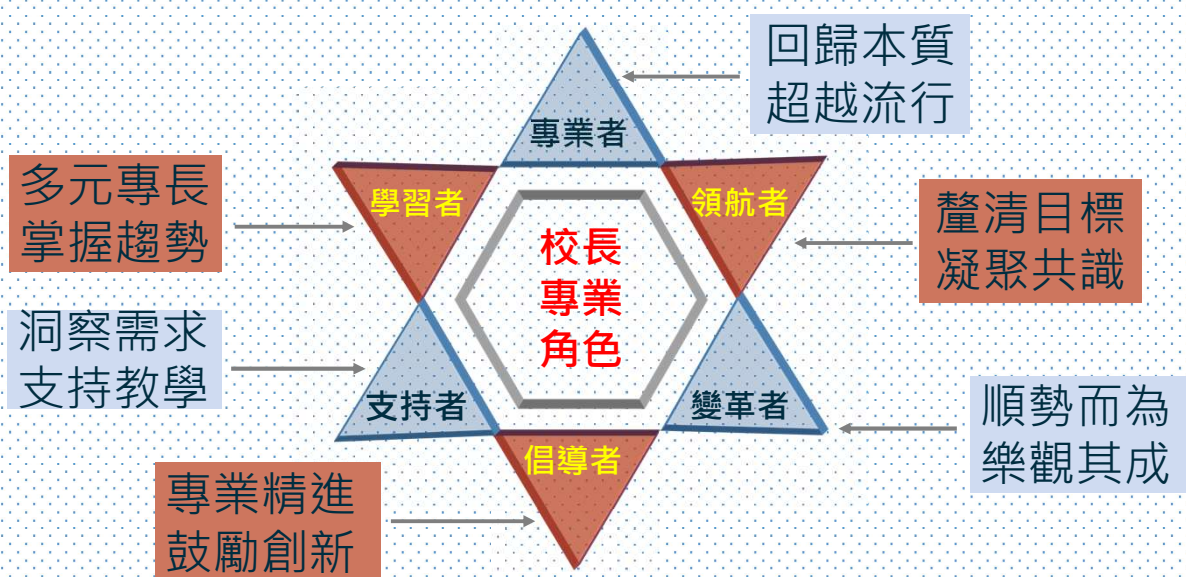 回歸本質
超越流行
專業者
多元專長
掌握趨勢
學習者
領航者
釐清目標
凝聚共識
校長
專業
角色
洞察需求
支持教學
支持者
變革者
順勢而為
樂觀其成
倡導者
專業精進
鼓勵創新